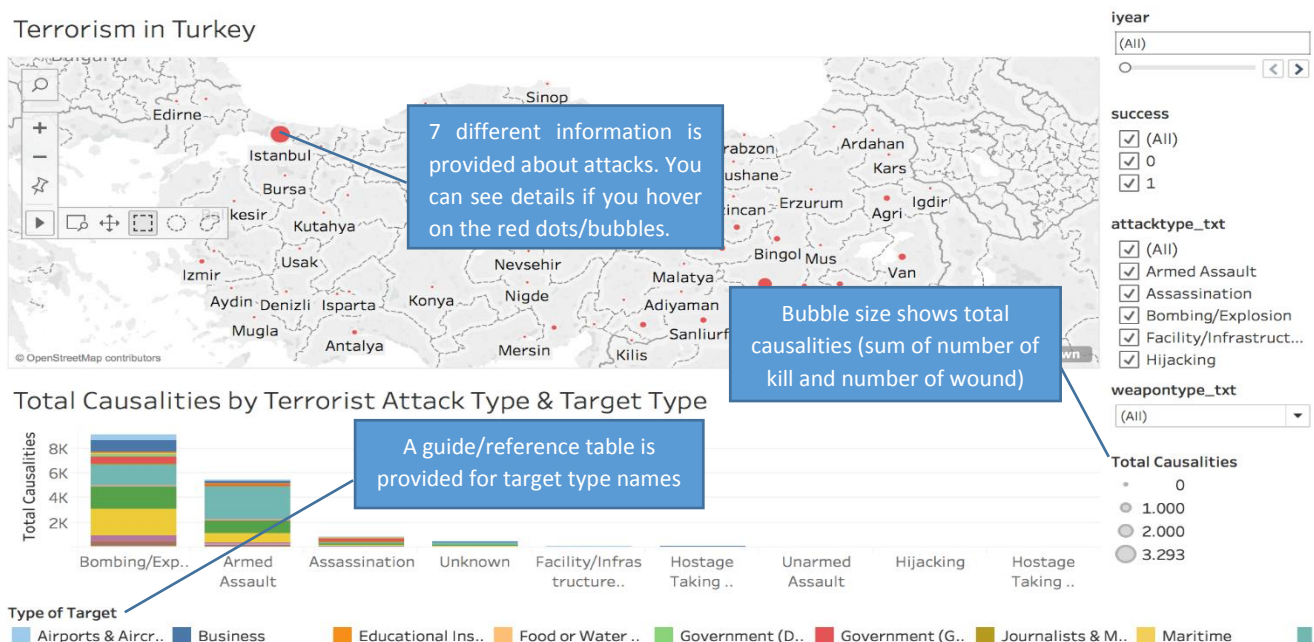 Terrorism in Turkey
Bulgaria
Edirne
Sinop
Istanbul
Bursa
Kutahya
Usak
Izmir
Aydin
Denizli
Isparta
Konya
Mugla
Antalya
Nevsehir
Nigde
Mersin
Kilis
Malatya
Adiyaman
Ardahan
Kars
Erzurum
Agri
Igdir
Bingol
Mus
Van
7 different information is
provided about attacks. You
can see details if you hover
on the red dots/bubbles.
Bubble size shows total
causalities (sum of number of
kill and number of wound)
© OpenStreetMap contributors
Total Causalities by Terrorist Attack Type & Target Type
A guide/reference table is
provided for target type names
Total Causalities
8K
6K
4K
2K
Bombing/Exp..
Armed
Assault
Assassination
Unknown
Facility/Infras
tructure..
Hostage
Taking ..
Unarmed
Assault
Hijacking
Hostage
Taking ..
Type of Target
Airports & Aircr..
Business
Educational Ins..
Food or Water ..
Government (D..
Government (G..
Journalists & M..
Maritime
iyear
(All)
success
(All)
0
1
attacktype_txt
(All)
Armed Assault
Assassination
Bombing/Explosion
Facility/Infrastruct...
Hijacking
weapontype_txt
(All)
Total Causalities
0
1.000
2.000
3.293